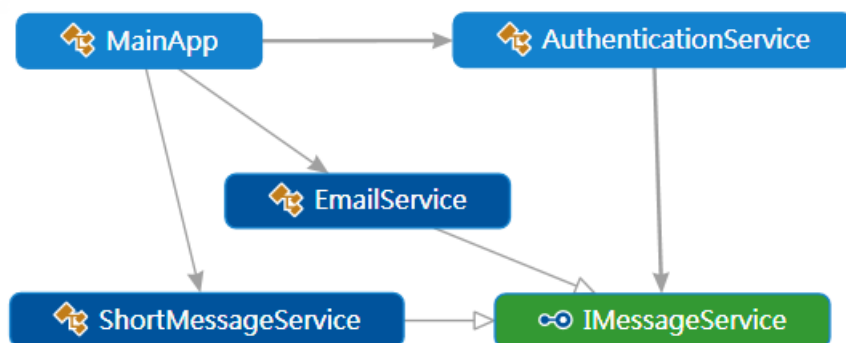 MainApp
AuthenticationService
EmailService
ShortMessageService
IMessageService